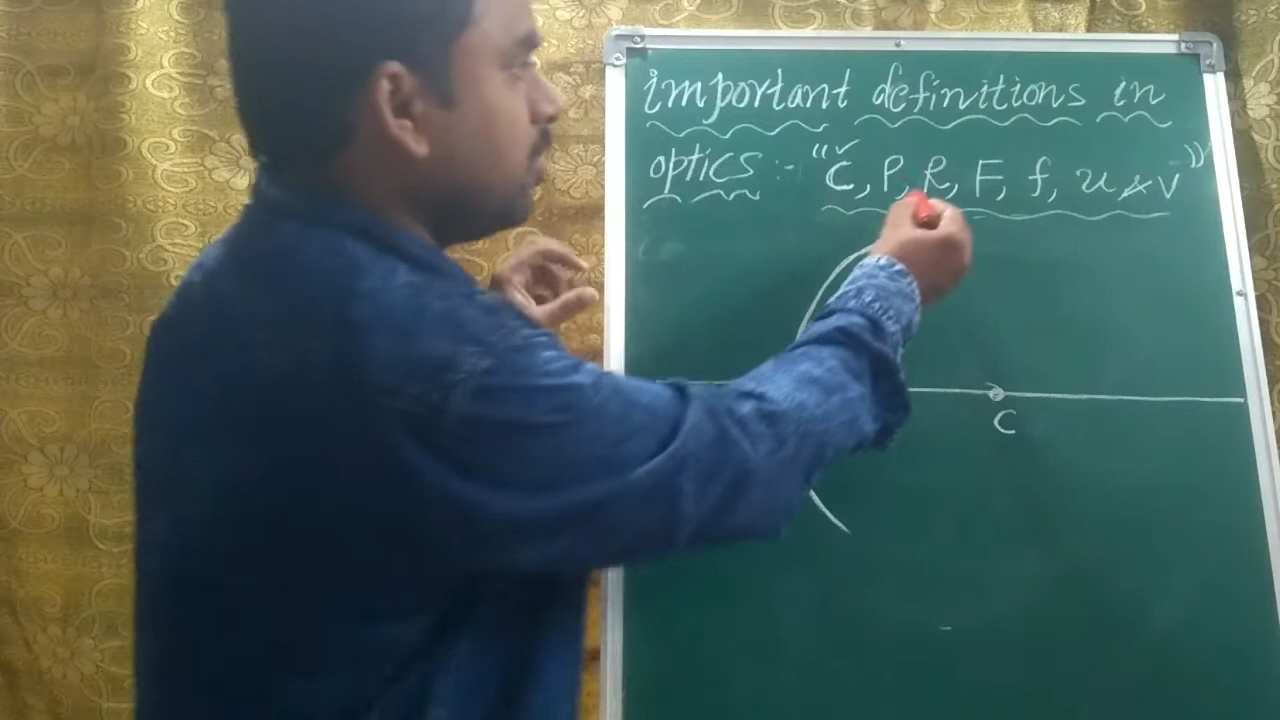 important definitions in
optics :- "C, P, R, F, f, u, & v"
C